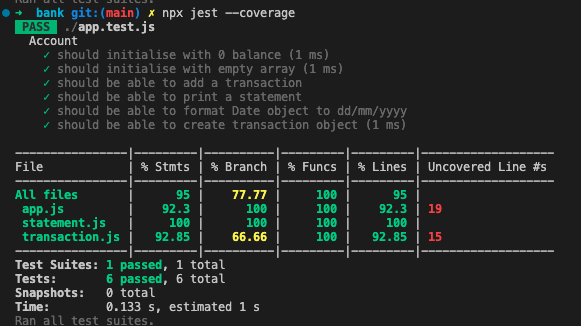 Ran all test suites.
➜ bank git:(main) ✗ npx jest --coverage
PASS ./app.test.js
Account
✓ should initialise with 0 balance (1 ms)
✓ should initialise with empty array (1 ms)
✓ should be able to add a transaction
✓ should be able to print a statement
✓ should be able to format Date object to dd/mm/yyyy
✓ should be able to create transaction object (1 ms)
File | % Stmts | % Branch | % Funcs | % Lines | Uncovered Line #s
All files | 95 | 77.77 | 100 | 95 |
app.js | 92.3 | 100 | 100 | 92.3 | 19
statement.js | 100 | 100 | 100 | 100 |
transaction.js | 92.85 | 66.66 | 100 | 92.85 | 15
Test Suites: 1 passed, 1 total
Tests: 6 passed, 6 total
Snapshots: 0 total
Time: 0.133 s, estimated 1 s
Ran all test suites.